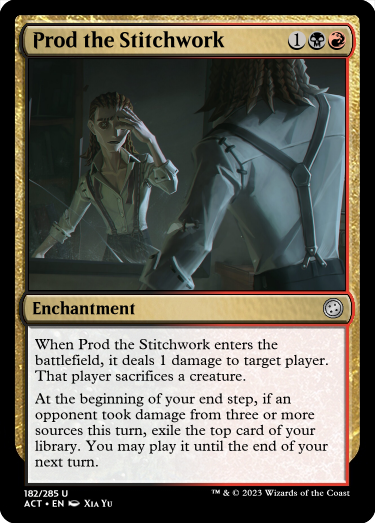 Prod the Stitchwork 1
Enchantment
When Prod the Stitchwork enters the
battlefield, it deals 1 damage to target player.
That player sacrifices a creature.
At the beginning of your end step, if an
opponent took damage from three or more
sources this turn, exile the top card of your
library. You may play it until the end of your
next turn.
182/285 U
ACT • EN Xia Yu
™ & © 2023 Wizards of the Coast